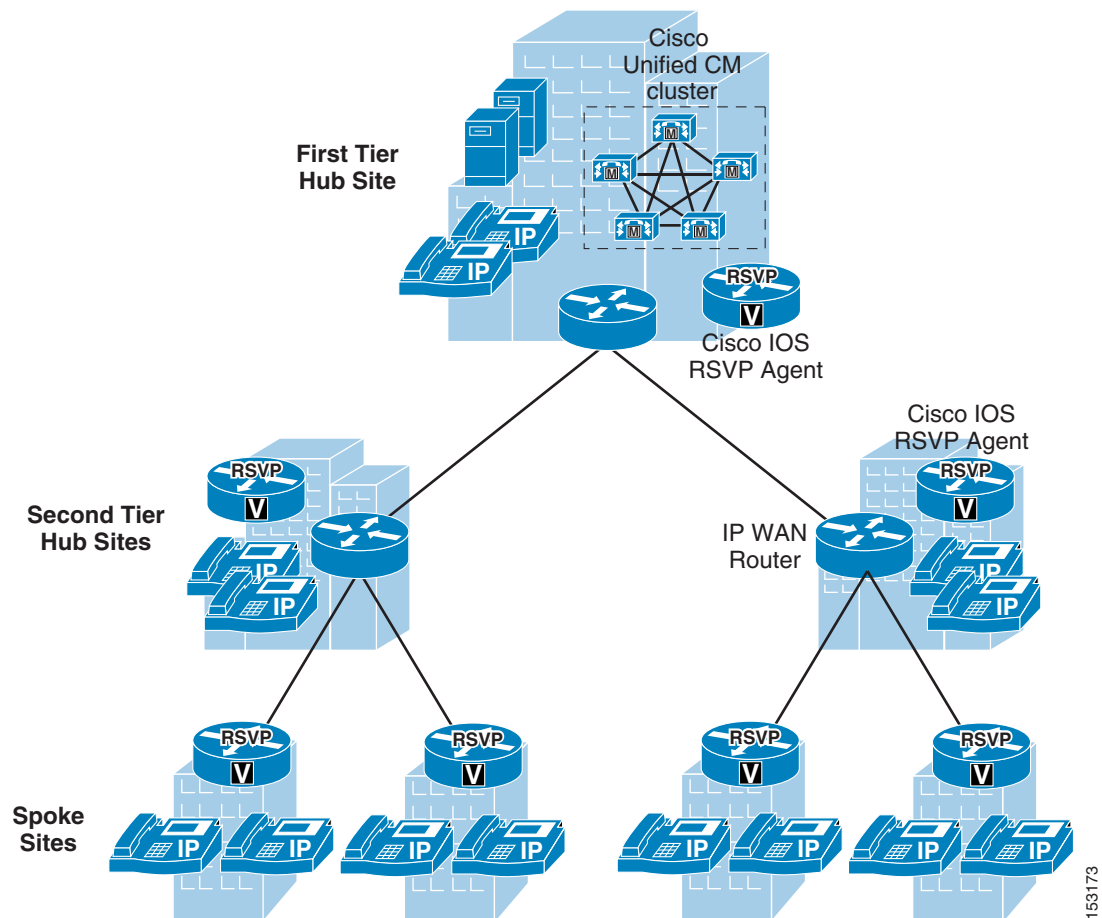 Cisco
Unified CM
cluster
M
M
M
M
M
First Tier
Hub Site
IP
IP
RSVP
V
Cisco IOS
RSVP Agent
Cisco IOS
RSVP Agent
RSVP
V
RSVP
V
Second Tier
Hub Sites
IP WAN
Router
IP
IP
IP
IP
RSVP
V
RSVP
V
RSVP
V
RSVP
V
Spoke
Sites
IP
IP
IP
IP
IP
IP
IP
IP
153173